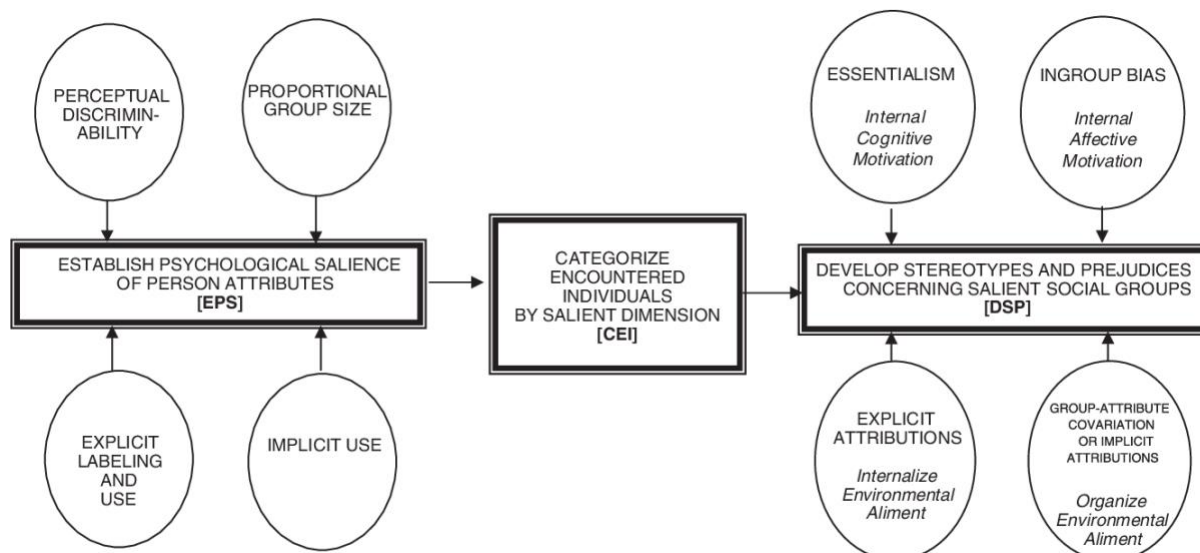 PERCEPTUAL
DISCRIMIN-
ABILITY
PROPORTIONAL
GROUP SIZE
ESSENTIALISM
Internal
Cognitive
Motivation
INGROUP BIAS
Internal
Affective
Motivation
ESTABLISH PSYCHOLOGICAL SALIENCE
OF PERSON ATTRIBUTES
[EPS]
CATEGORIZE
ENCOUNTERED
INDIVIDUALS
BY SALIENT DIMENSION
[CEI]
DEVELOP STEREOTYPES AND PREJUDICES
CONCERNING SALIENT SOCIAL GROUPS
[DSP]
EXPLICIT
LABELING
AND
USE
IMPLICIT USE
EXPLICIT
ATTRIBUTIONS
Internalize
Environmental
Aliment
GROUP-ATTRIBUTE
COVARIATION
OR IMPLICIT
ATTRIBUTIONS
Organize
Environmental
Aliment